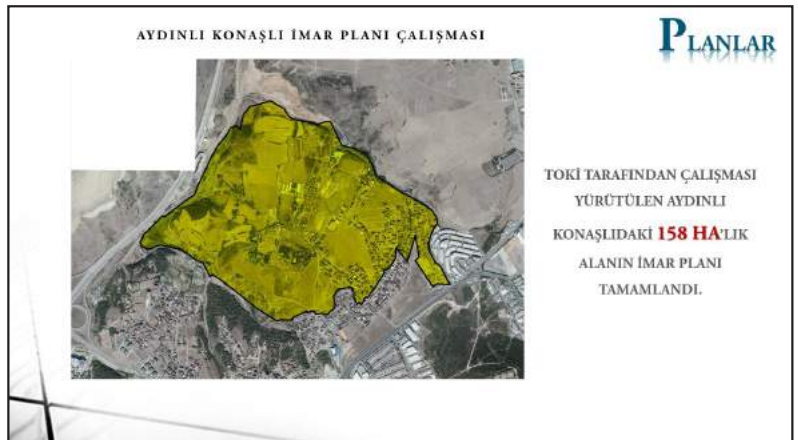 AYDINLI KONAŞLI İMAR PLANI ÇALIŞMASI
PLANLAR
TOKİ TARAFINDAN ÇALIŞMASI
YÜRÜTÜLEN AYDINLI
KONAŞLIDAKİ 158 HA'LIK
ALANIN İMAR PLANI
TAMAMLANDI.